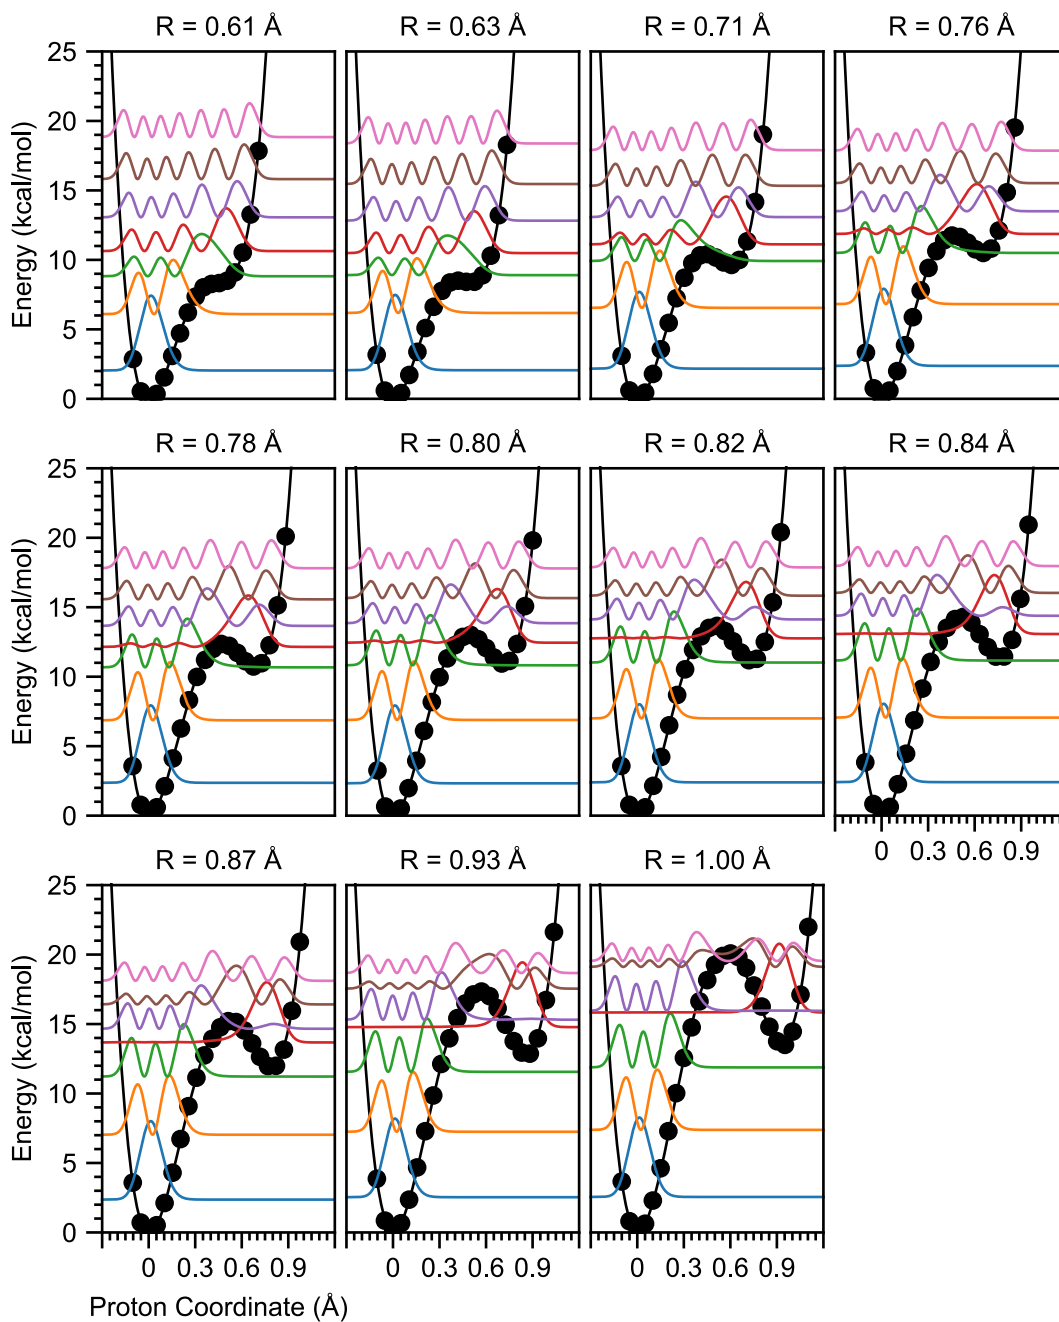 R = 0.61 Å R = 0.63 Å R = 0.71 Å R = 0.76 Å
25
20
15
10
5
0
Energy (kcal/mol)
R = 0.78 Å R = 0.80 Å R = 0.82 Å R = 0.84 Å
25
20
15
10
5
0
Energy (kcal/mol)
0 0.3 0.6 0.9
R = 0.87 Å R = 0.93 Å R = 1.00 Å
25
20
15
10
5
0
Energy (kcal/mol)
0 0.3 0.6 0.9 0 0.3 0.6 0.9 0 0.3 0.6 0.9
Proton Coordinate (Å)